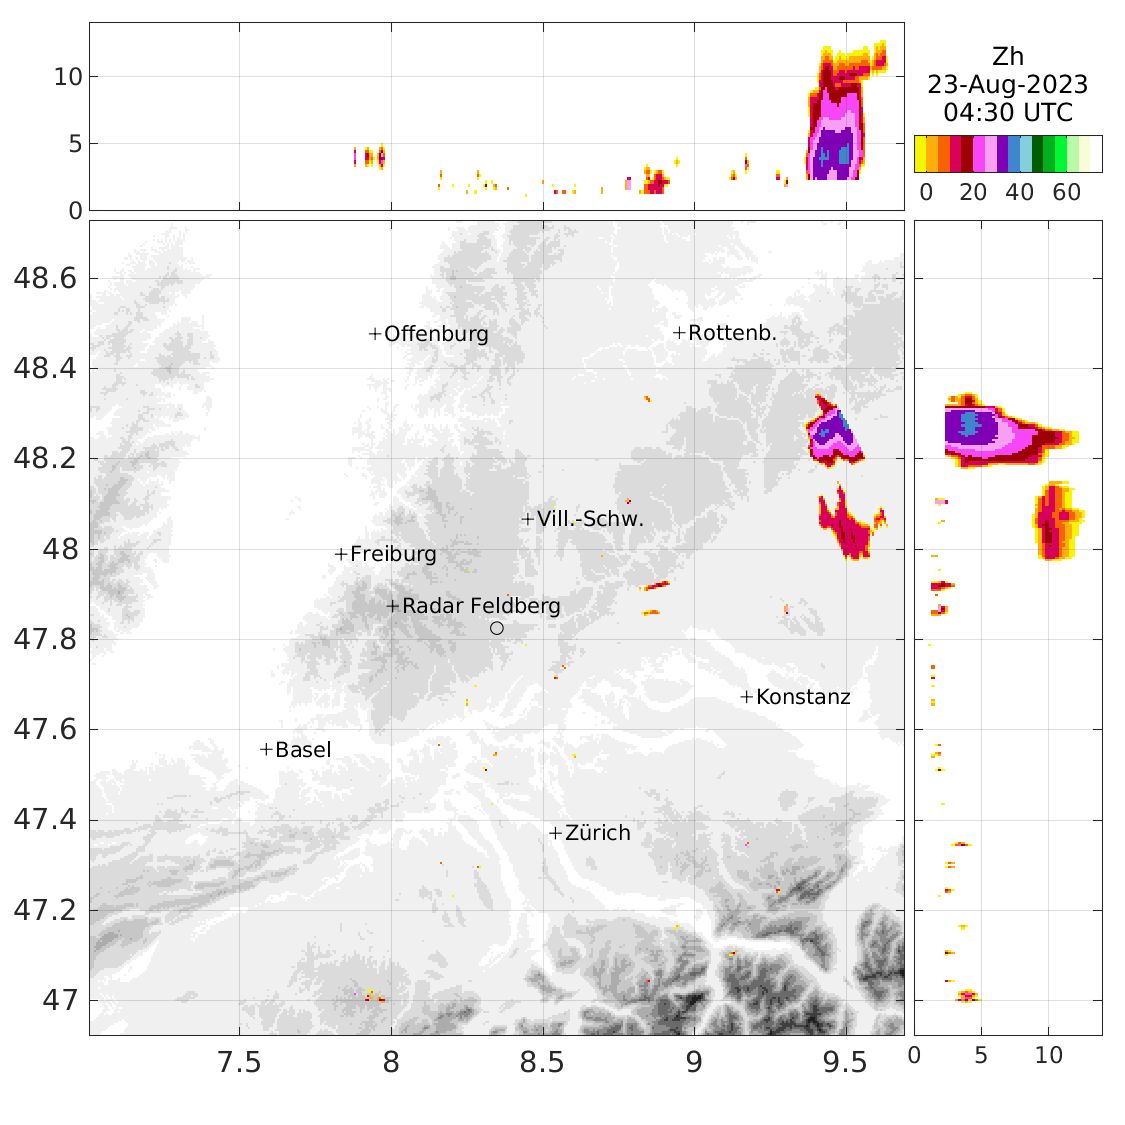 10
5
0
Zh
23-Aug-2023
04:30 UTC
0 20 40 60
48.6
48.4
48.2
48
47.8
47.6
47.4
47.2
47
Offenburg
Rottenb.
Vill.-Schw.
Freiburg
Radar Feldberg
Konstanz
Basel
Zürich
7.5 8 8.5 9 9.5
0 5 10